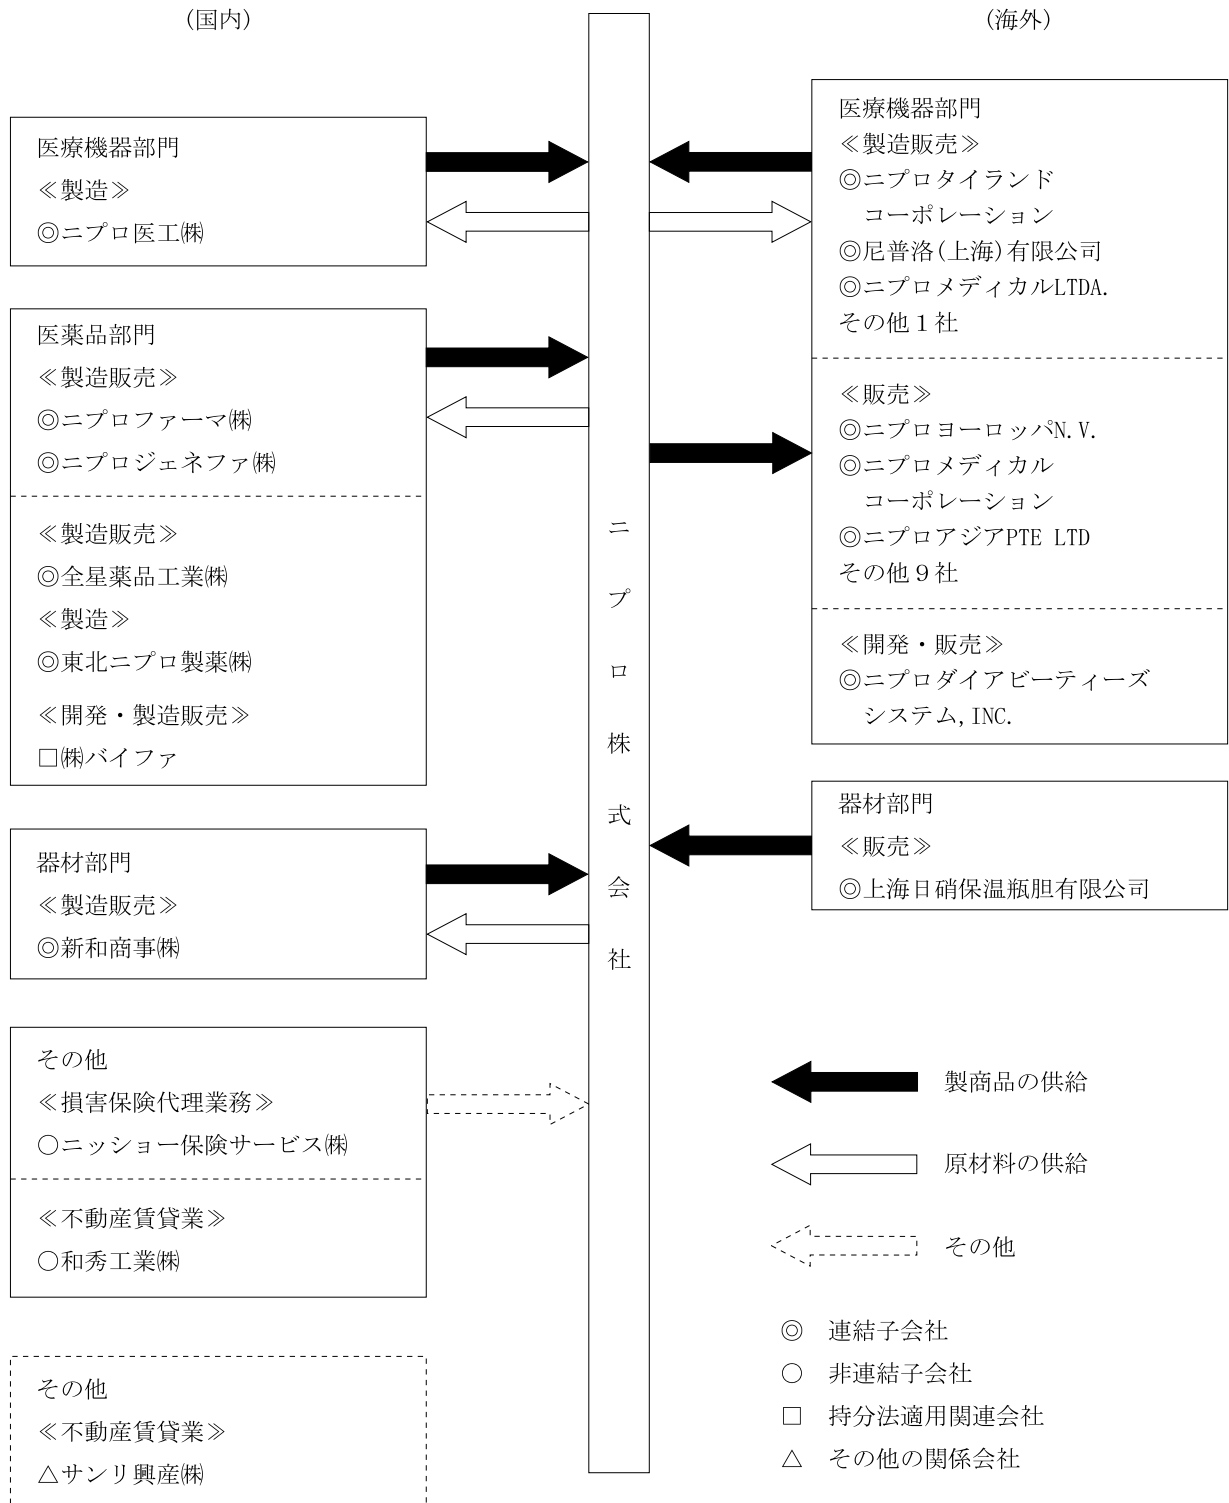 (国内)
医療機器部門
≪製造≫
◎ニプロ医工㈱
医薬品部門
≪製造販売≫
◎ニプロファーマ㈱
◎ニプロジェネファ㈱
≪製造販売≫
◎全星薬品工業㈱
≪製造≫
◎東北ニプロ製薬㈱
≪開発・製造販売≫
□㈱バイファ
器材部門
≪製造販売≫
◎新和商事㈱
その他
≪損害保険代理業務≫
○ニッショー保険サービス㈱
≪不動産賃貸業≫
○和秀工業㈱
その他
≪不動産賃貸業≫
△サンリ興産㈱
ニプロ株式会社
(海外)
医療機器部門
≪製造販売≫
◎ニプロタイランド
コーポレーション
◎尼普洛(上海)有限公司
◎ニプロメディカルLTDA.
その他１社
≪販売≫
◎ニプロヨーロッパN.V.
◎ニプロメディカル
コーポレーション
◎ニプロアジアPTE LTD
その他９社
≪開発・販売≫
◎ニプロダイアビーティーズ
システム,INC.
器材部門
≪販売≫
◎上海日硝保温瓶胆有限公司
製商品の供給
原材料の供給
その他
◎ 連結子会社
○ 非連結子会社
□ 持分法適用関連会社
△ その他の関係会社